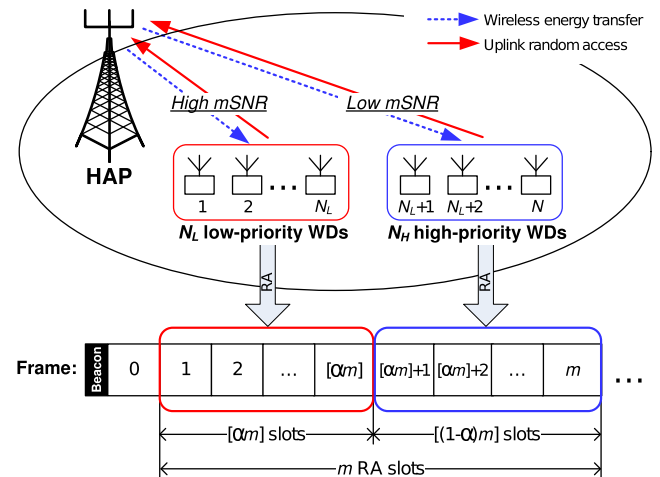 Wireless energy transfer
Uplink random access
High mSNR
Low mSNR
HAP
1 2 ... N_L
N_L+1 N_L+2 ... N
N_L low-priority WDs
N_H high-priority WDs
RA
RA
Frame:
Beacon 0 1 2 ... [αm] [αm]+1 [αm]+2 ... m ...
[αm] slots
[(1-α)m] slots
m RA slots